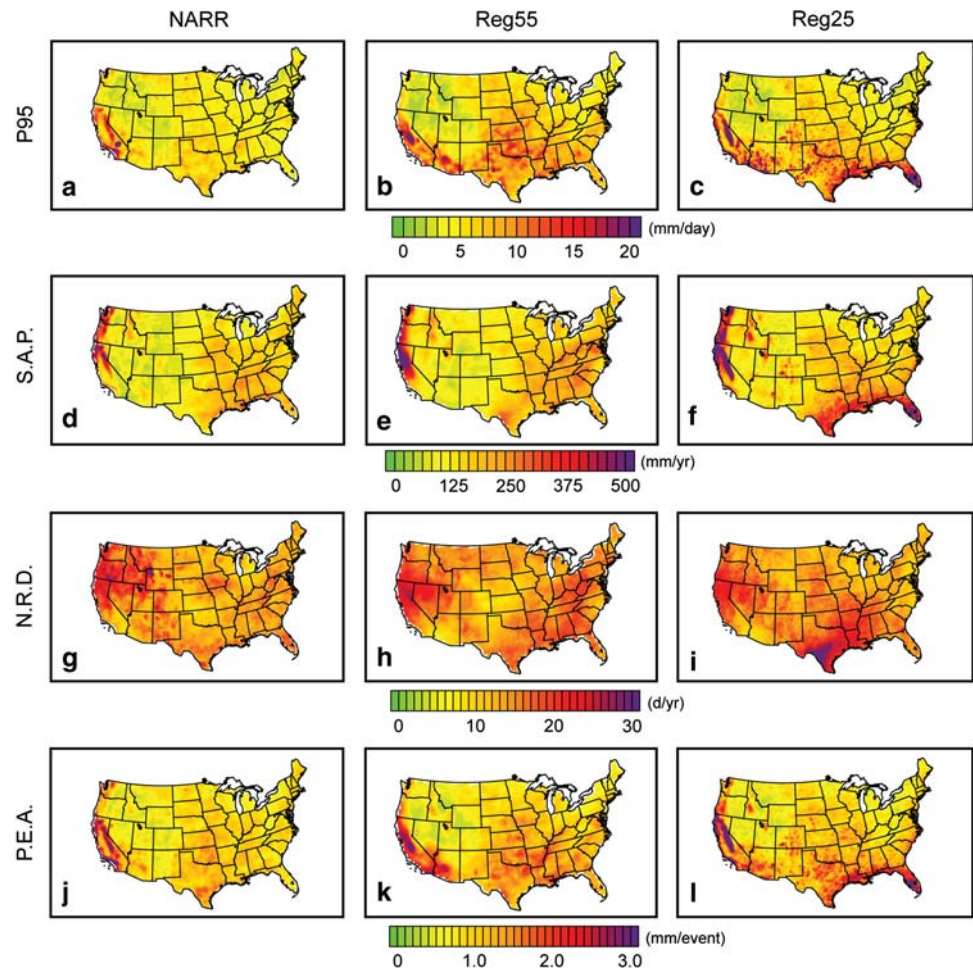 NARR Reg55 Reg25
P95
a b c
(mm/day)
0 5 10 15 20
S.A.P.
d e f
(mm/yr)
0 125 250 375 500
N.R.D.
g h i
(d/yr)
0 10 20 30
P.E.A.
j k l
(mm/event)
0 1.0 2.0 3.0